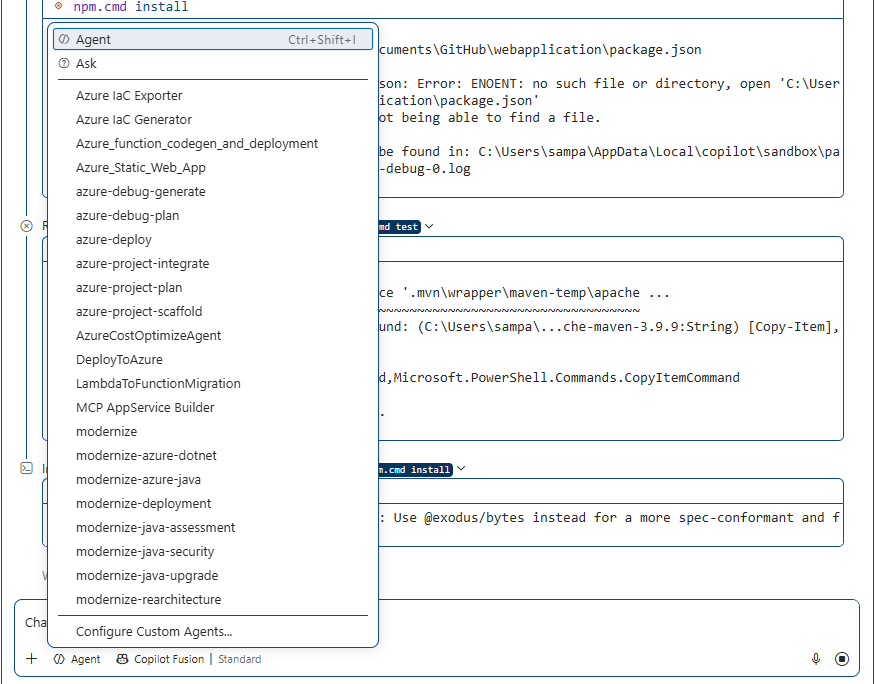 npm.cmd install
Agent Ctrl+Shift+I
Ask
Azure IaC Exporter
Azure IaC Generator
Azure_function_codegen_and_deployment
Azure_Static_Web_App
azure-debug-generate
azure-debug-plan
azure-deploy
azure-project-integrate
azure-project-plan
azure-project-scaffold
AzureCostOptimizeAgent
DeployToAzure
LambdaToFunctionMigration
MCP AppService Builder
modernize
modernize-azure-dotnet
modernize-azure-java
modernize-deployment
modernize-java-assessment
modernize-java-security
modernize-java-upgrade
modernize-rearchitecture
Configure Custom Agents...
cuments\GitHub\webapplication\package.json
son: Error: ENOENT: no such file or directory, open 'C:\User
ication\package.json'
ot being able to find a file.
be found in: C:\Users\sampa\AppData\Local\copilot\sandbox\pa
-debug-0.log
md test
ce '.mvn\wrapper\maven-temp\apache ...
~~~~~~~~~~~~~~~~~~~~~~~~~~~~~~~~~~
und: (C:\Users\sampa\...che-maven-3.9.9:String) [Copy-Item],
d,Microsoft.PowerShell.Commands.CopyItemCommand
.
m.cmd install
: Use @exodus/bytes instead for a more spec-conformant and f
Cha
Agent Copilot Fusion | Standard